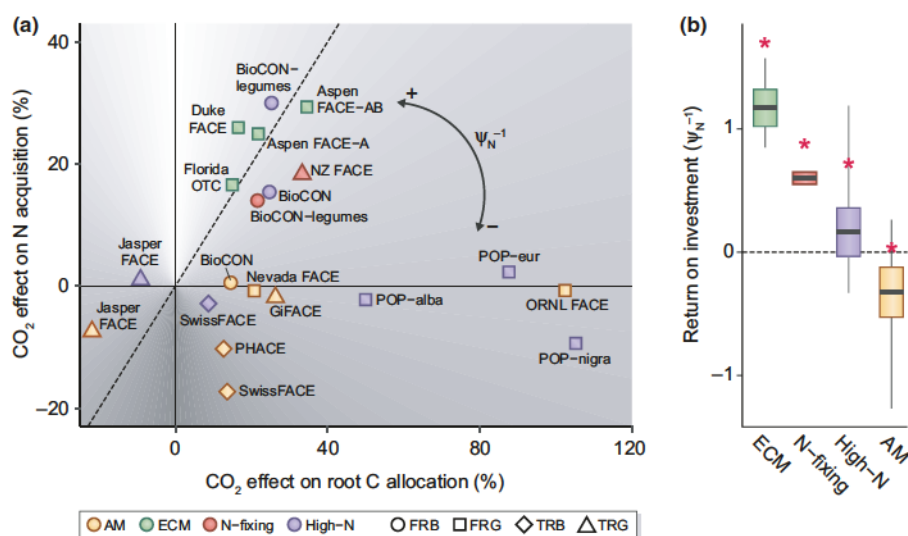 (a)
CO₂ effect on N acquisition (%)
40
20
0
−20
BioCON−
legumes
Aspen
FACE−AB
Duke
FACE
Aspen FACE−A
NZ FACE
Florida
OTC
BioCON
BioCON−legumes
+
Ψ_N⁻¹
−
Jasper
FACE
BioCON
Nevada FACE
POP−eur
Jasper
FACE
SwissFACE
GiFACE
POP−alba
ORNL FACE
PHACE
POP−nigra
SwissFACE
0
40
80
120
CO₂ effect on root C allocation (%)
AM ECM N−fixing High−N FRB FRG TRB TRG
(b)
Return on investment (Ψ_N⁻¹)
1
0
−1
* * * *
ECM
N−fixing
High−N
AM